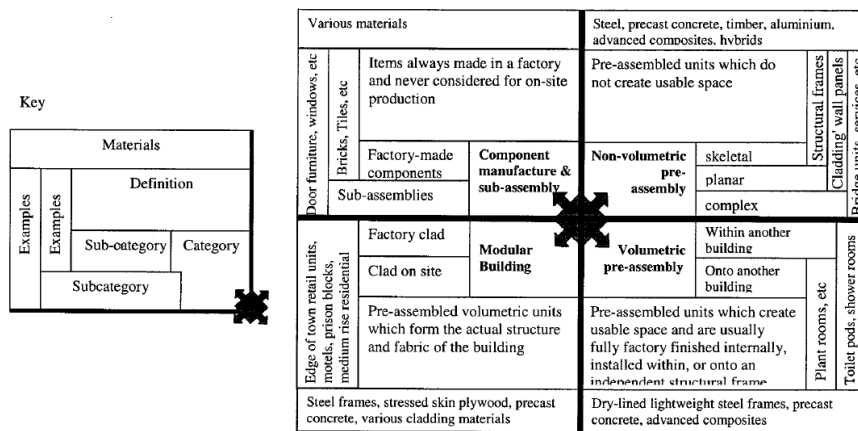 Key
Materials
Definition
Examples
Examples
Sub-category
Category
Subcategory
Various materials
Door furniture, windows, etc
Bricks, Tiles, etc
Items always made in a factory
and never considered for on-site
production
Factory-made
components
Sub-assemblies
Component
manufacture &
sub-assembly
Steel, precast concrete, timber, aluminium,
advanced composites, hybrids
Pre-assembled units which do
not create usable space
Non-volumetric
pre-
assembly
skeletal
planar
complex
Structural frames
Cladding' wall panels
Bridge units, services, etc
Edge of town retail units,
motels, prison blocks,
medium rise residential
Factory clad
Clad on site
Modular
Building
Pre-assembled volumetric units
which form the actual structure
and fabric of the building
Steel frames, stressed skin plywood, precast
concrete, various cladding materials
Volumetric
pre-assembly
Within another
building
Onto another
building
Pre-assembled units which create
usable space and are usually
fully factory finished internally,
installed within, or onto an
independent structural frame
Plant rooms, etc
Toilet pods, shower rooms
Dry-lined lightweight steel frames, precast
concrete, advanced composites